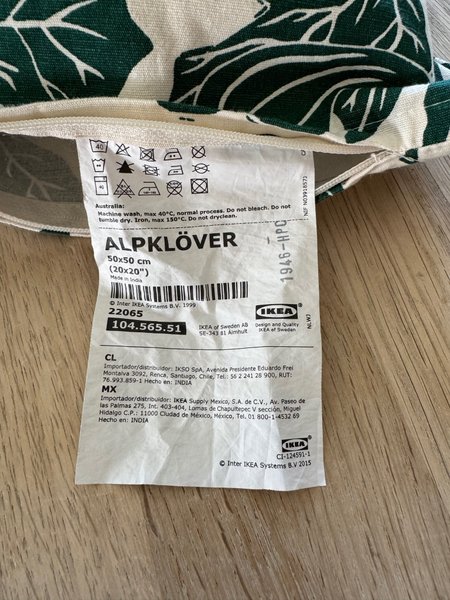 40
Australia:
Machine wash, max 40°C, normal process. Do not bleach. Do not
tumble dry. Iron, max 150°C. Do not dryclean.
ALPKLÖVER
50x50 cm
(20x20")
Made in India
1946-HPC
© Inter IKEA Systems B.V. 1999
22065
104.565.51
IKEA of Sweden AB
SE-343 81 Älmhult
IKEA
Design and Quality
IKEA of Sweden
CL
Importador/distribuidor: IKSO SpA, Avenida Presidente Eduardo Frei
Montalva 3092, Renca, Santiago, Chile, Tel.: 56 2 241 28 900, RUT:
76.993.859-1 Hecho en: INDIA
MX
Importador/distribuidor: IKEA Supply Mexico, S.A. de C.V., Av. Paseo de
las Palmas 275, Int. 403-404, Lomas de Chapultepec V sección, Miguel
Hidalgo C.P.: 11000 Ciudad de México, México, Tel. 01 800-1-4532 69
Hecho en: INDIA
IKEA
CI-124591-1
© Inter IKEA Systems B.V 2015